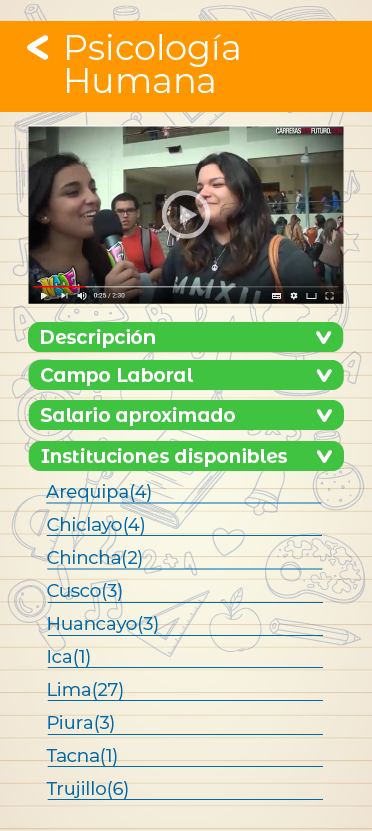 Psicología
Humana
CARRERAS CON FUTURO.
0:25 / 2:30
Descripción
Campo Laboral
Salario aproximado
Instituciones disponibles
Arequipa(4)
Chiclayo(4)
Chincha(2)
Cusco(3)
Huancayo(3)
Ica(1)
Lima(27)
Piura(3)
Tacna(1)
Trujillo(6)